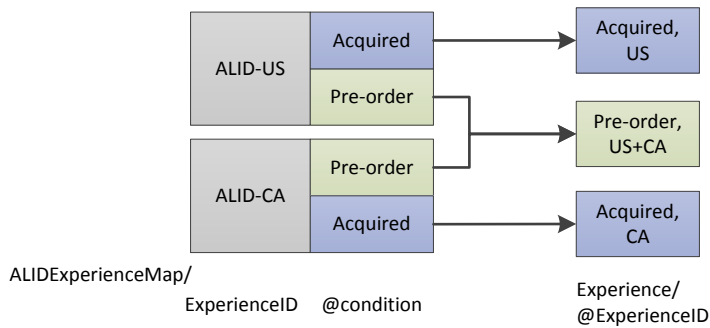 ALID-US
Acquired
Pre-order
Acquired,
US
Pre-order,
US+CA
ALID-CA
Pre-order
Acquired
Acquired,
CA
ALIDExperienceMap/
ExperienceID
@condition
Experience/
@ExperienceID